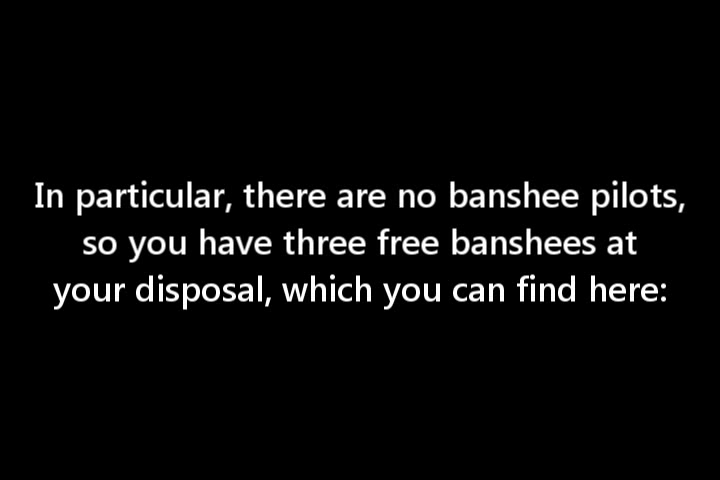 In particular, there are no banshee pilots,
so you have three free banshees at
your disposal, which you can find here: